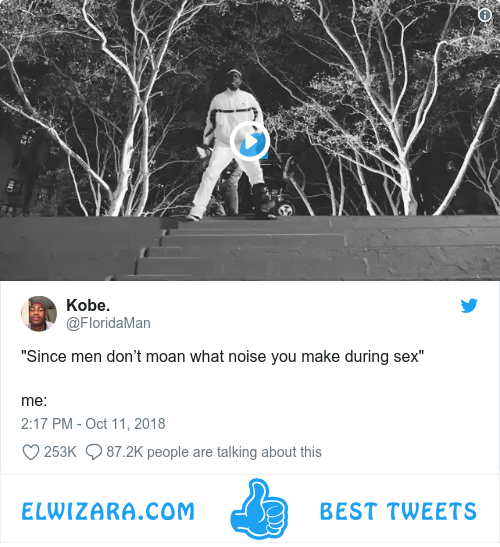 Kobe.
@FloridaMan
"Since men don’t moan what noise you make during sex"
me:
2:17 PM - Oct 11, 2018
253K 87.2K people are talking about this
ELWIZARA.COM BEST TWEETS